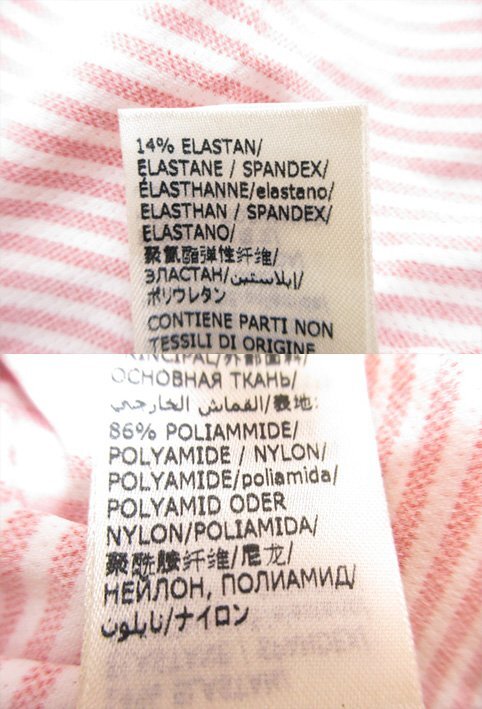 14% ELASTAN/
ELASTANE / SPANDEX/
ÉLASTHANNE/elastano/
ELASTHAN / SPANDEX/
ELASTANO/
聚氨酯弹性纤维/
ЭЛАСТАН/إيلاستين/
ポリウレタン
CONTIENE PARTI NON
TESSILI DI ORIGINE
ОСНОВНАЯ ТКАНЬ/
القماش الخارجي/表地:
86% POLIAMMIDE/
POLYAMIDE / NYLON/
POLYAMIDE/poliamida/
POLYAMID ODER
NYLON/POLIAMIDA/
聚酰胺纤维/尼龙/
НЕЙЛОН, ПОЛИАМИД/
نايلون/ナイロン